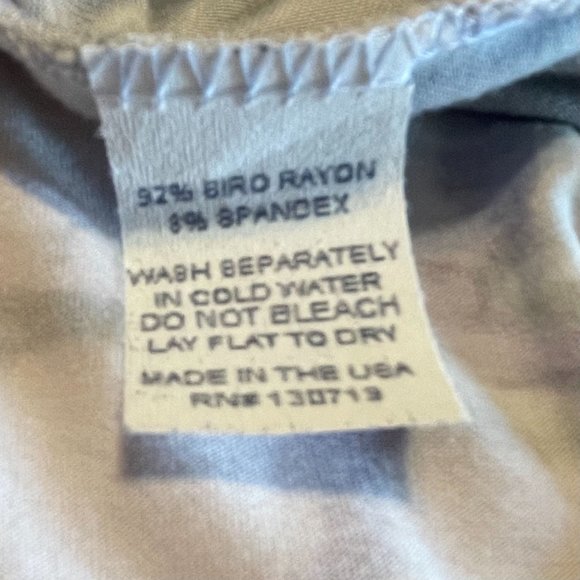 92% SIRO RAYON
8% SPANDEX
WASH SEPARATELY
IN COLD WATER
DO NOT BLEACH
LAY FLAT TO DRY
MADE IN THE USA
RN# 130713